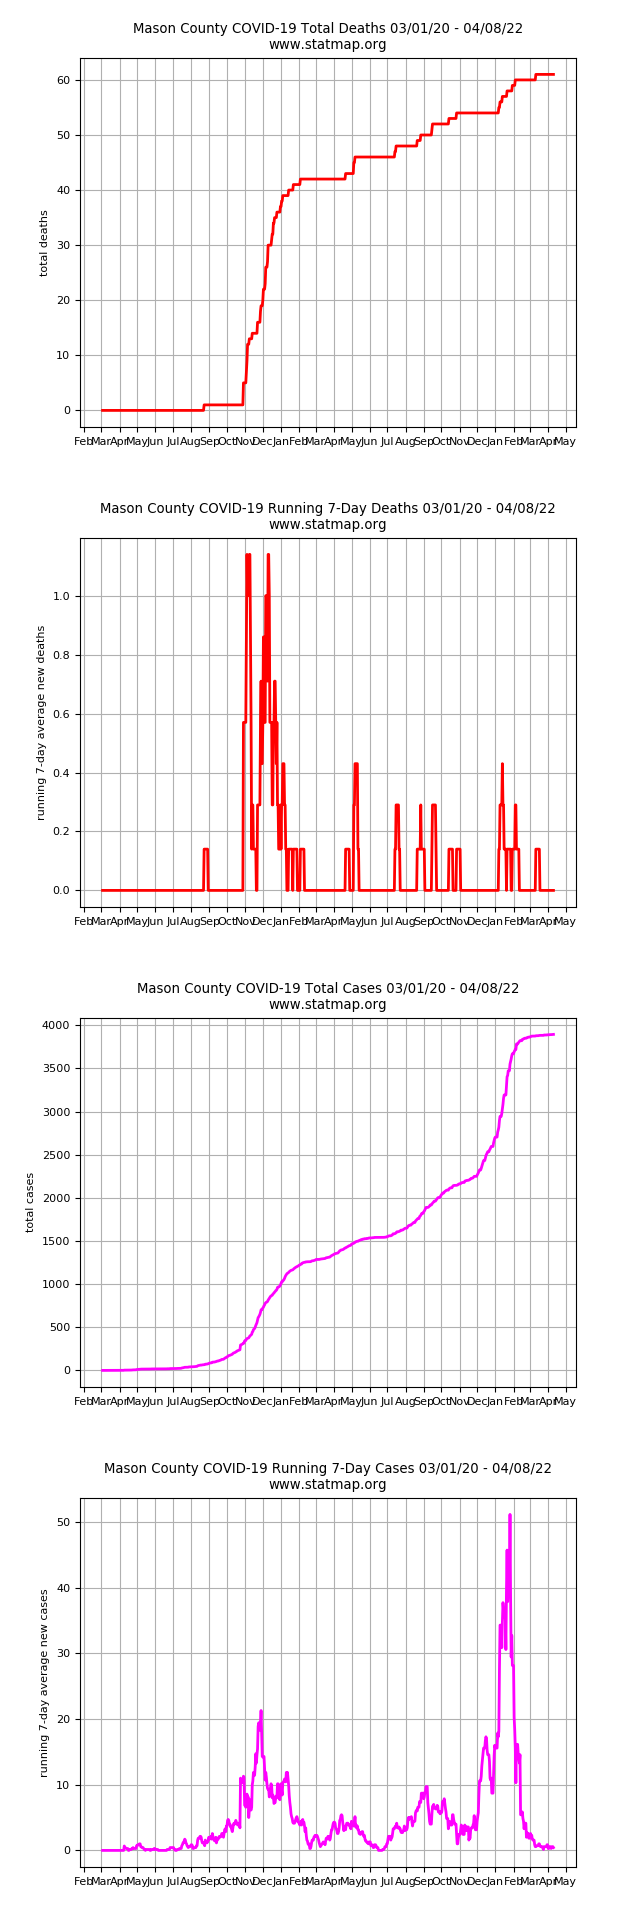 Mason County COVID-19 Total Deaths 03/01/20 - 04/08/22
www.statmap.org
60
50
40
30
20
10
0
total deaths
Feb Mar Apr May Jun Jul Aug Sep Oct Nov Dec Jan Feb Mar Apr May Jun Jul Aug Sep Oct Nov Dec Jan Feb Mar Apr May
Mason County COVID-19 Running 7-Day Deaths 03/01/20 - 04/08/22
www.statmap.org
1.0
0.8
0.6
0.4
0.2
0.0
running 7-day average new deaths
Feb Mar Apr May Jun Jul Aug Sep Oct Nov Dec Jan Feb Mar Apr May Jun Jul Aug Sep Oct Nov Dec Jan Feb Mar Apr May
Mason County COVID-19 Total Cases 03/01/20 - 04/08/22
www.statmap.org
4000
3500
3000
2500
2000
1500
1000
500
0
total cases
Feb Mar Apr May Jun Jul Aug Sep Oct Nov Dec Jan Feb Mar Apr May Jun Jul Aug Sep Oct Nov Dec Jan Feb Mar Apr May
Mason County COVID-19 Running 7-Day Cases 03/01/20 - 04/08/22
www.statmap.org
50
40
30
20
10
0
running 7-day average new cases
Feb Mar Apr May Jun Jul Aug Sep Oct Nov Dec Jan Feb Mar Apr May Jun Jul Aug Sep Oct Nov Dec Jan Feb Mar Apr May